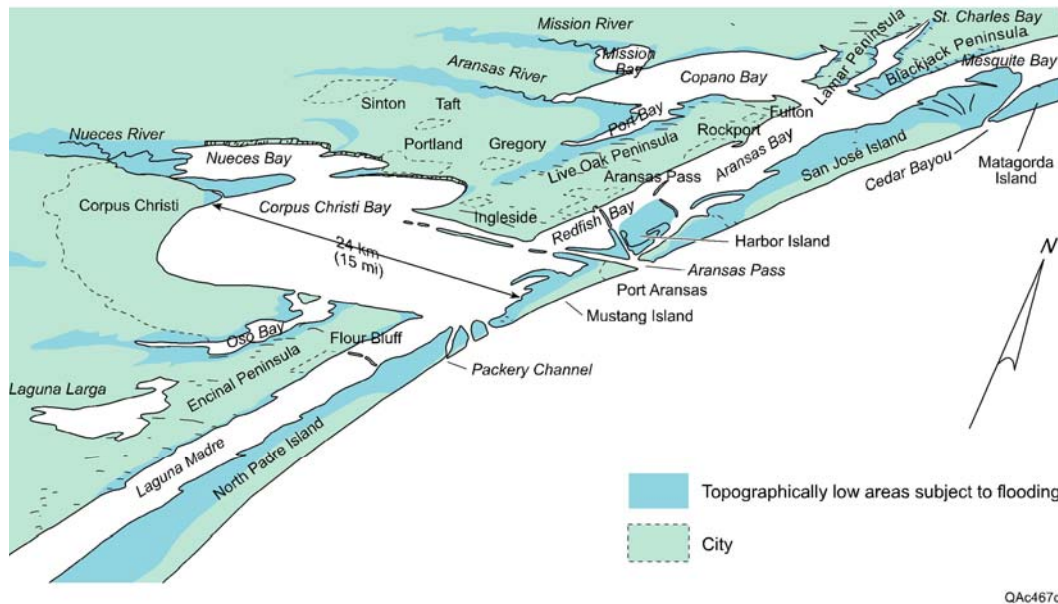 Mission River
St. Charles Bay
Mission
Bay
Lamar Peninsula
Blackjack Peninsula
Aransas River
Copano Bay
Mesquite Bay
Sinton
Taft
Port Bay
Fulton
Nueces River
Portland
Gregory
Rockport
Nueces Bay
Live Oak Peninsula
Aransas Bay
San José Island
Matagorda
Island
Cedar Bayou
Aransas Pass
Corpus Christi
Corpus Christi Bay
Ingleside
Redfish Bay
Harbor Island
24 km
(15 mi)
Aransas Pass
Port Aransas
Mustang Island
N
Oso Bay
Flour Bluff
Packery Channel
Encinal Peninsula
Laguna Larga
Laguna Madre
North Padre Island
Topographically low areas subject to flooding
City
QAc467c